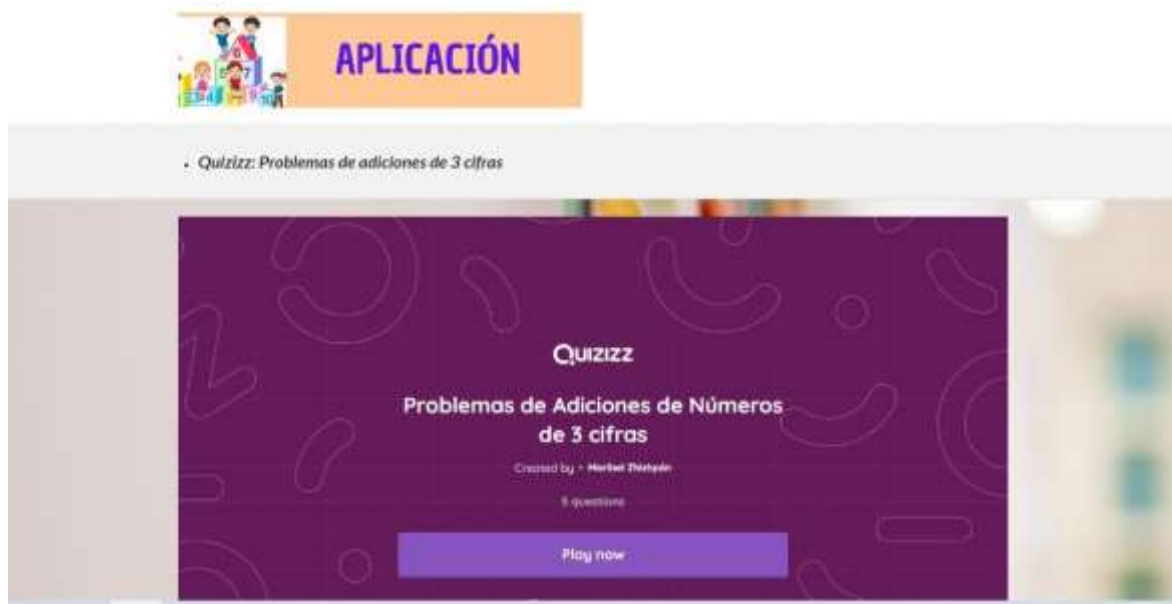 APLICACIÓN
• Quizizz: Problemas de adiciones de 3 cifras
Quizizz
Problemas de Adiciones de Números
de 3 cifras
Created by • Maribel
5 questions
Play now